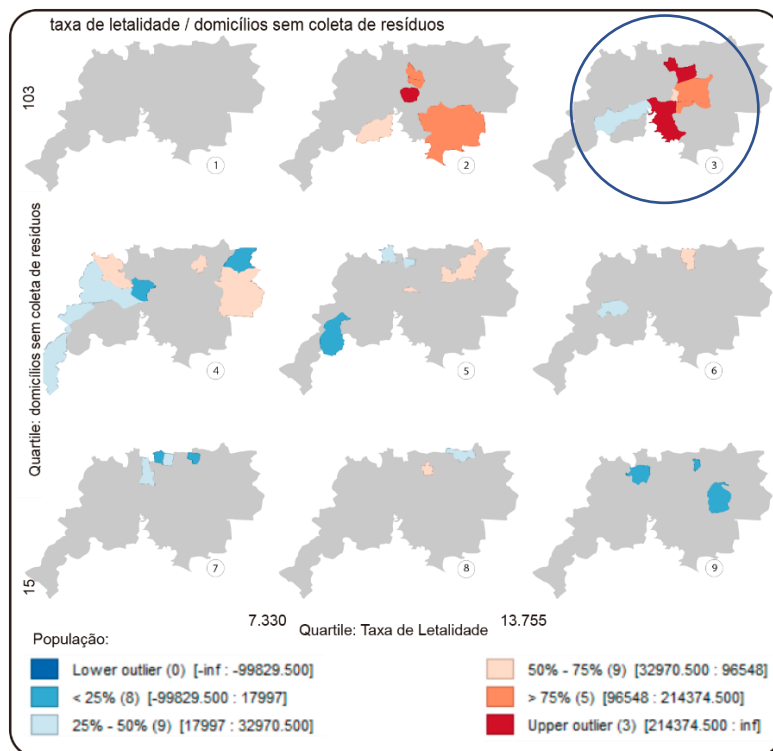 taxa de letalidade / domicílios sem coleta de resíduos
103
1
2
3
Quartile: domicílios sem coleta de resíduos
4
5
6
7
8
9
15
7.330
Quartile: Taxa de Letalidade
13.755
População:
Lower outlier (0) [-inf : -99829.500]
< 25% (8) [-99829.500 : 17997]
25% - 50% (9) [17997 : 32970.500]
50% - 75% (9) [32970.500 : 96548]
> 75% (5) [96548 : 214374.500]
Upper outlier (3) [214374.500 : inf]